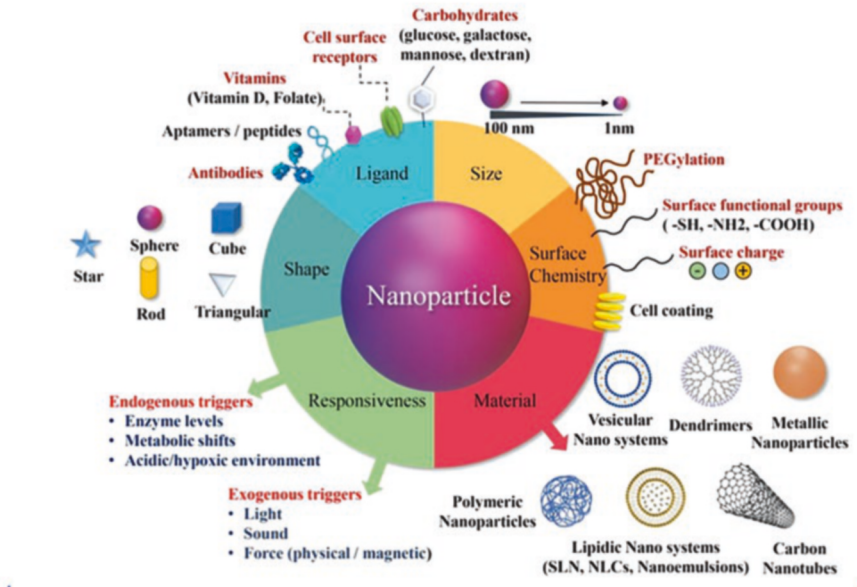 Carbohydrates
(glucose, galactose,
mannose, dextran)
Cell surface
receptors
Vitamins
(Vitamin D, Folate)
Aptamers / peptides
Antibodies
100 nm
1nm
PEGylation
Surface functional groups
( -SH, -NH2, -COOH)
Surface charge
- +
Cell coating
Ligand
Size
Surface
Chemistry
Shape
Nanoparticle
Responsiveness
Material
Star
Sphere
Cube
Rod
Triangular
Endogenous triggers
• Enzyme levels
• Metabolic shifts
• Acidic/hypoxic environment
Exogenous triggers
• Light
• Sound
• Force (physical / magnetic)
Vesicular
Nano systems
Dendrimers
Metallic
Nanoparticles
Polymeric
Nanoparticles
Lipidic Nano systems
(SLN, NLCs, Nanoemulsions)
Carbon
Nanotubes